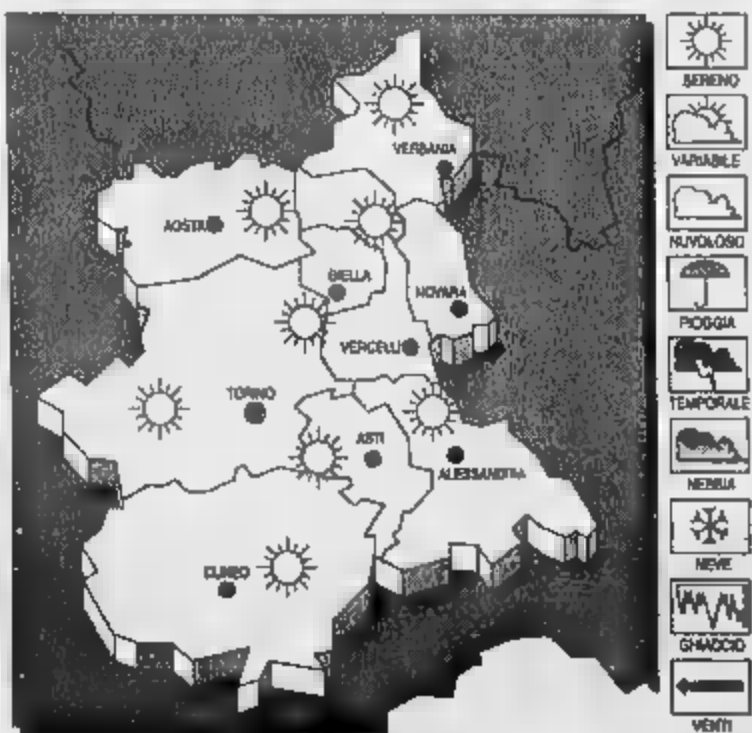 VERBANIA
AOSTA
BIELLA
NOVARA
VERCELLI
TORINO
ASTI
ALESSANDRIA
CUNEO
SERENO
VARIABILE
NUVOLOSO
PIOGGIA
TEMPORALE
NEBBIA
NEVE
GHIACCIO
VENTI